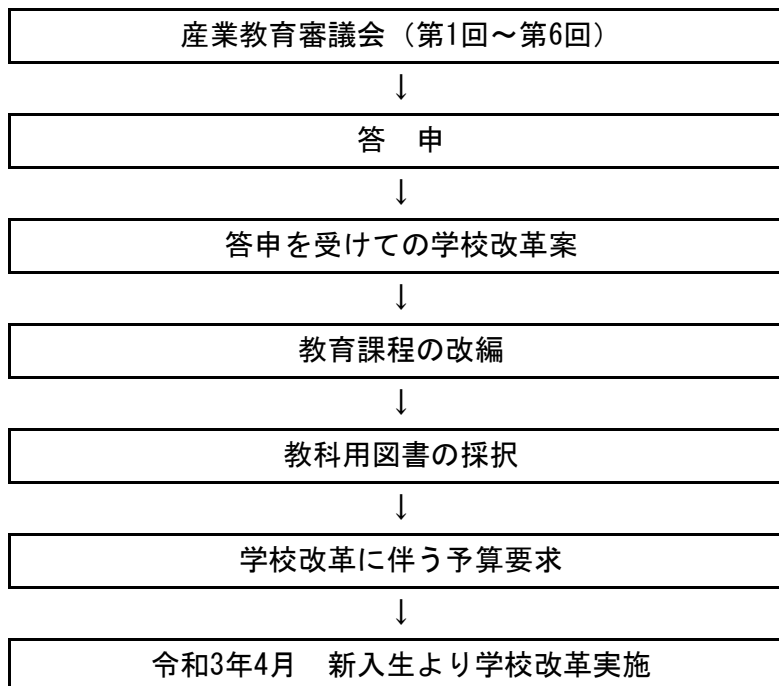 産業教育審議会（第1回～第6回）
↓
答　申
↓
答申を受けての学校改革案
↓
教育課程の改編
↓
教科用図書の採択
↓
学校改革に伴う予算要求
↓
令和3年4月　新入生より学校改革実施